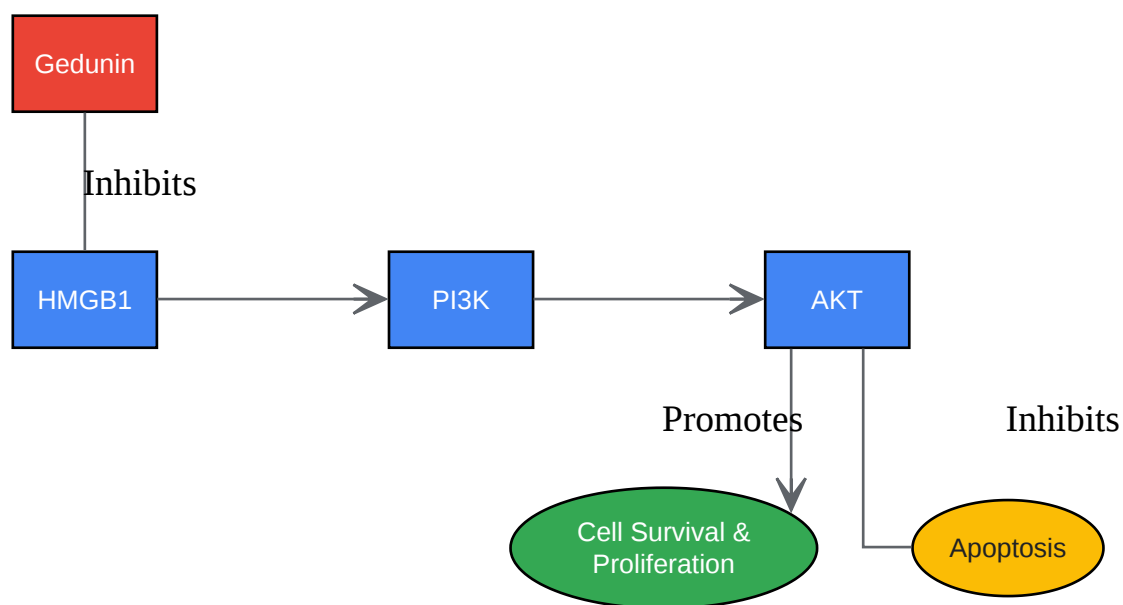 Gedunin
Inhibits
HMGB1
PI3K
AKT
Promotes
Inhibits
Cell Survival &
Proliferation
Apoptosis